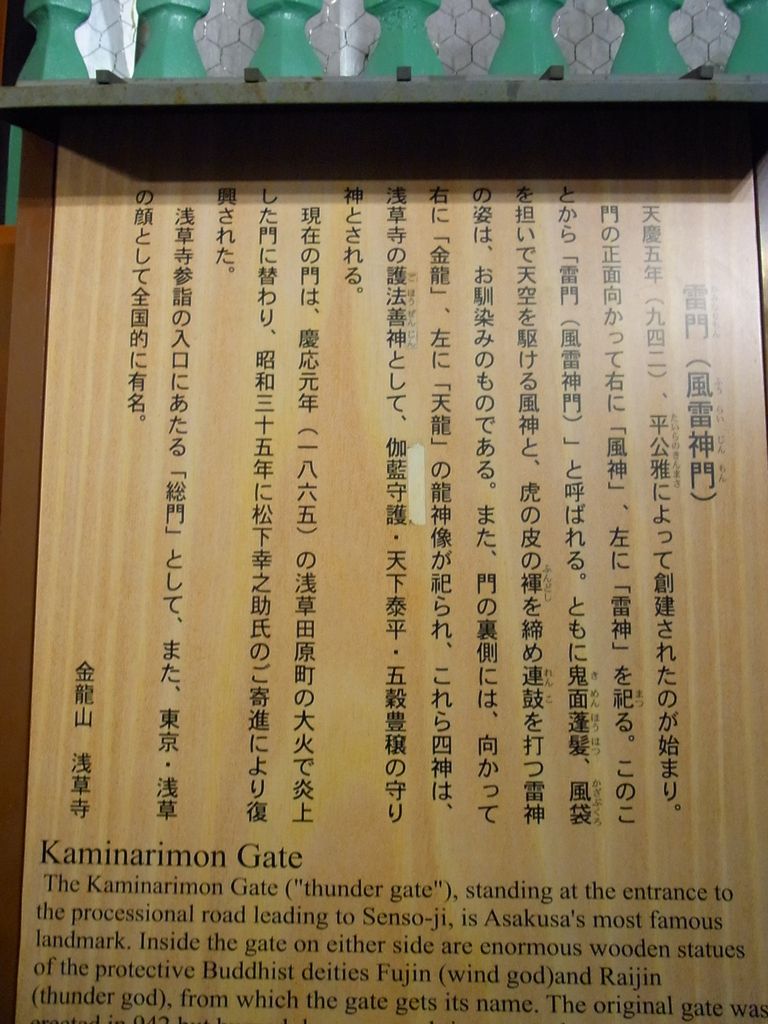 雷門（風雷神門）
天慶五年（九四二）、平公雅によって創建されたのが始まり。
門の正面向かって右に「風神」、左に「雷神」を祀る。このこ
とから「雷門（風雷神門）」と呼ばれる。ともに鬼面蓬髪、風袋
を担いで天空を駆ける風神と、虎の皮の褌を締め連鼓を打つ雷神
の姿は、お馴染みのものである。また、門の裏側には、向かって
右に「金龍」、左に「天龍」の龍神像が祀られ、これら四神は、
浅草寺の護法善神として、伽藍守護・天下泰平・五穀豊穣の守り
神とされる。
現在の門は、慶応元年（一八六五）の浅草田原町の大火で炎上
した門に替わり、昭和三十五年に松下幸之助氏のご寄進により復
興された。
浅草寺参詣の入口にあたる「総門」として、また、東京・浅草
の顔として全国的に有名。
金龍山 浅草寺
Kaminarimon Gate
The Kaminarimon Gate ("thunder gate"), standing at the entrance to
the processional road leading to Senso-ji, is Asakusa's most famous
landmark. Inside the gate on either side are enormous wooden statues
of the protective Buddhist deities Fujin (wind god)and Raijin
(thunder god), from which the gate gets its name. The original gate was